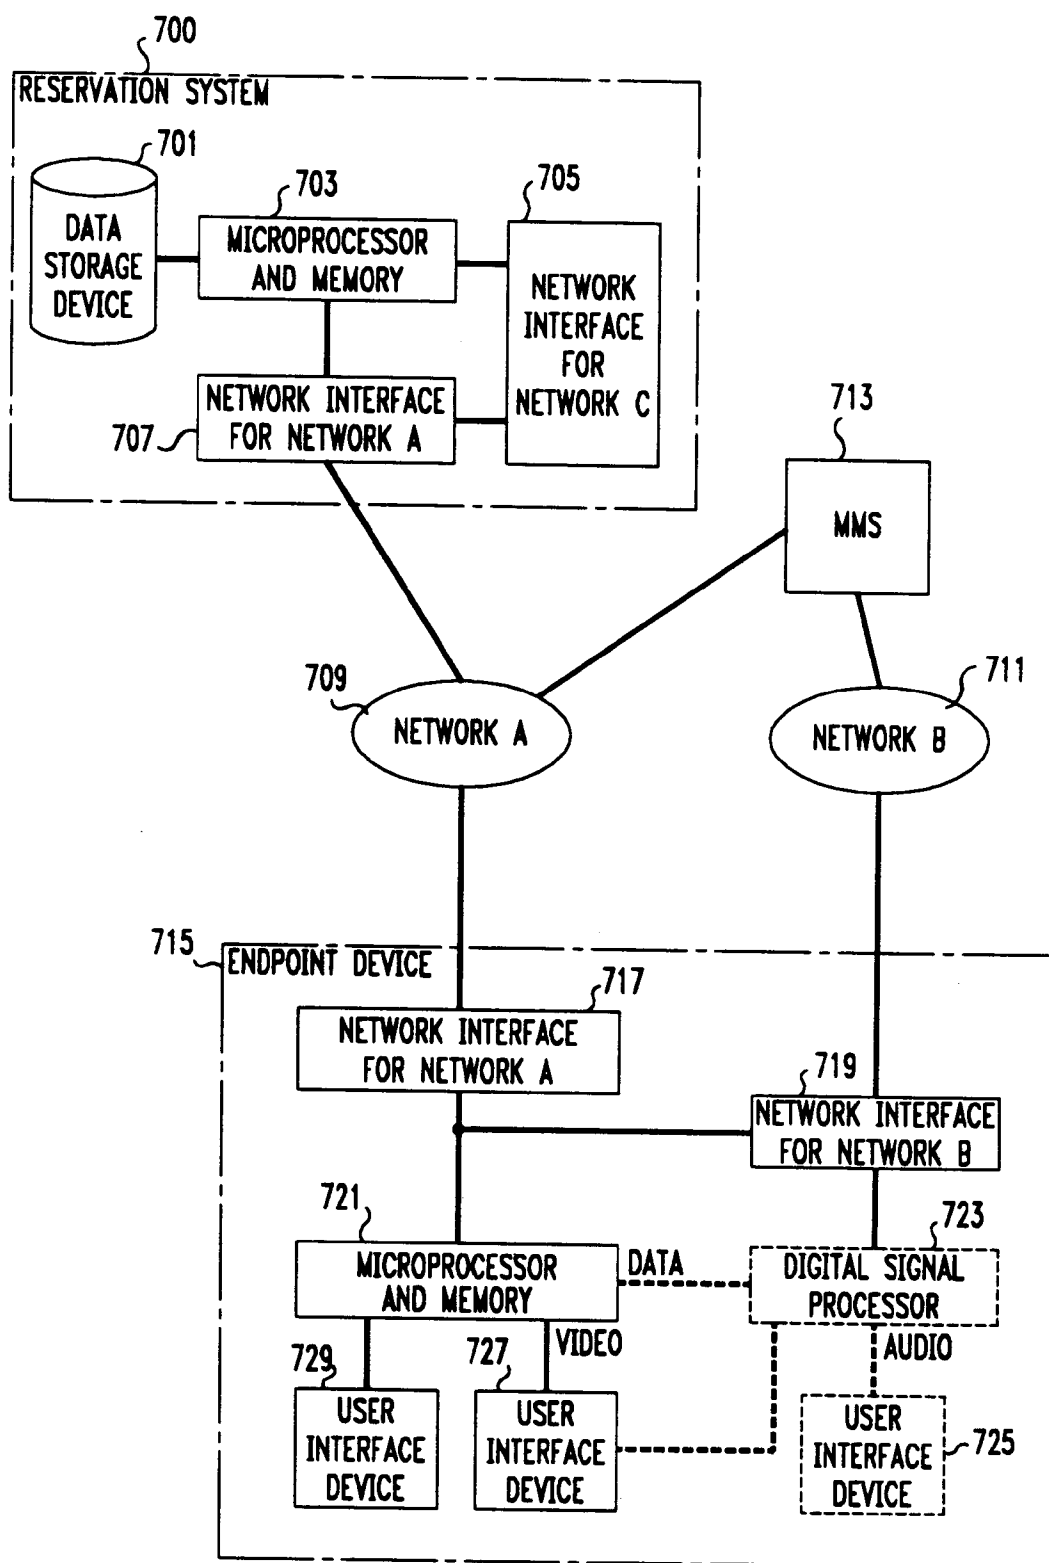 700
RESERVATION SYSTEM
701
703
705
DATA
STORAGE
DEVICE
MICROPROCESSOR
AND MEMORY
NETWORK
INTERFACE
FOR
NETWORK C
NETWORK INTERFACE
FOR NETWORK A
707
713
MMS
709
NETWORK A
711
NETWORK B
715
ENDPOINT DEVICE
717
NETWORK INTERFACE
FOR NETWORK A
719
NETWORK INTERFACE
FOR NETWORK B
721
MICROPROCESSOR
AND MEMORY
DATA
723
DIGITAL SIGNAL
PROCESSOR
VIDEO
AUDIO
729
USER
INTERFACE
DEVICE
727
USER
INTERFACE
DEVICE
USER
INTERFACE
DEVICE
725